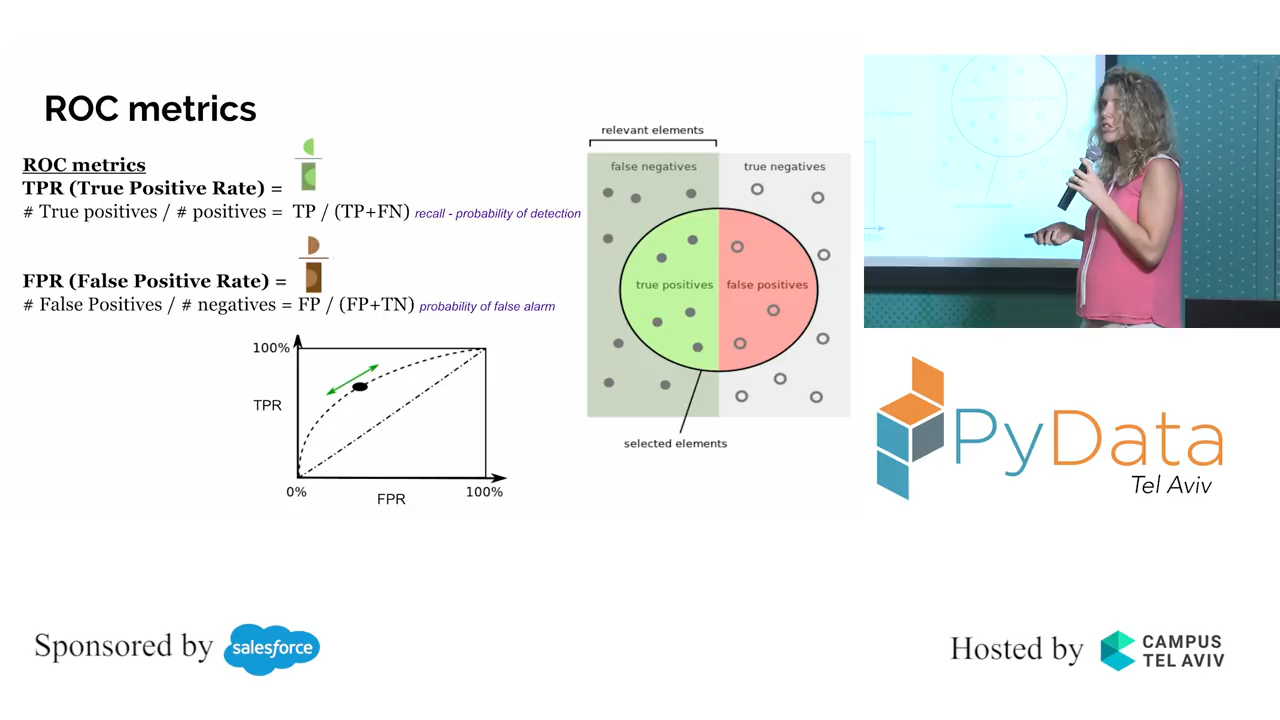 ROC metrics
ROC metrics
TPR (True Positive Rate) =
# True positives / # positives = TP / (TP+FN) recall - probability of detection
FPR (False Positive Rate) =
# False Positives / # negatives = FP / (FP+TN) probability of false alarm
100%
TPR
0%
100%
FPR
relevant elements
false negatives
true negatives
true positives
false positives
selected elements
PyData
Tel Aviv
Sponsored by
salesforce
Hosted by
CAMPUS
TEL AVIV